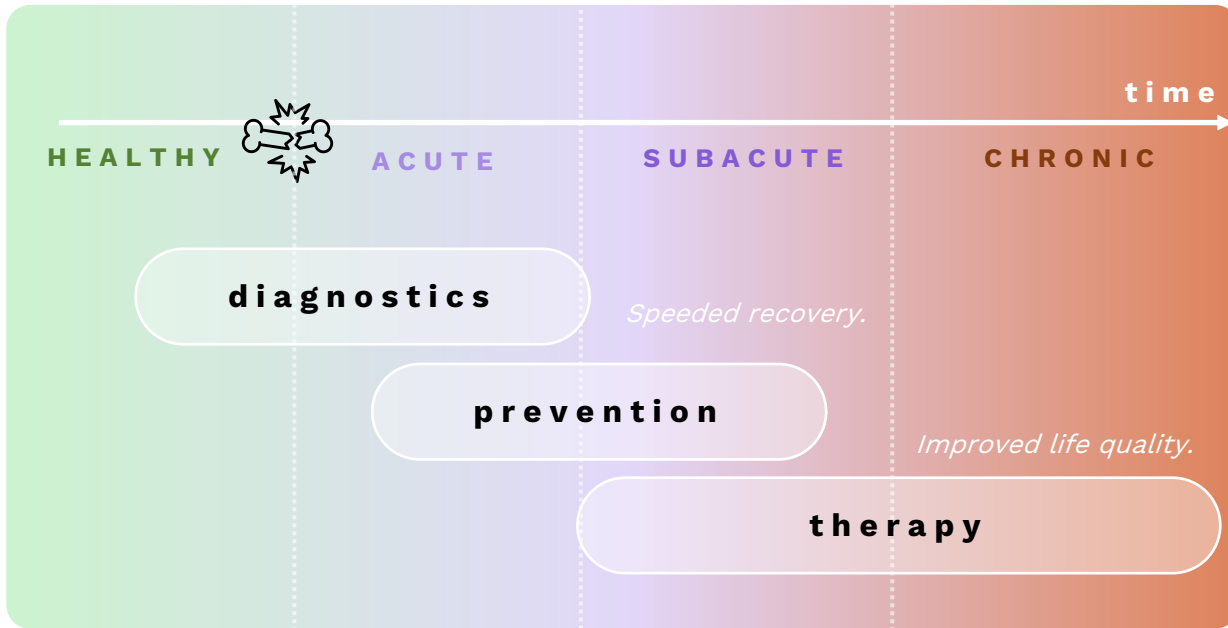 time
HEALTHY
ACUTE
SUBACUTE
CHRONIC
diagnostics
Speeded recovery.
prevention
Improved life quality.
therapy